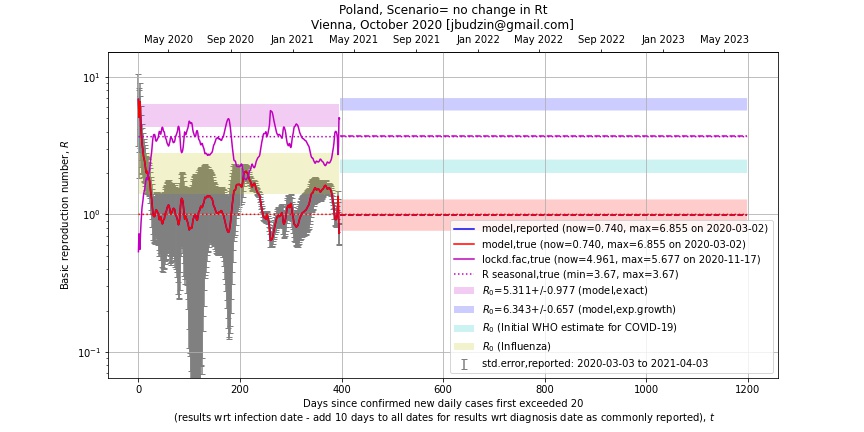 Poland, Scenario= no change in Rt
Vienna, October 2020 [jbudzin@gmail.com]
May 2020 Sep 2020 Jan 2021 May 2021 Sep 2021 Jan 2022 May 2022 Sep 2022 Jan 2023 May 2023
Basic reproduction number, R
10¹
10⁰
10⁻¹
model,reported (now=0.740, max=6.855 on 2020-03-02)
model,true (now=0.740, max=6.855 on 2020-03-02)
lockd.fac,true (now=4.961, max=5.677 on 2020-11-17)
R seasonal,true (min=3.67, max=3.67)
R₀=5.311+/-0.977 (model,exact)
R₀=6.343+/-0.657 (model,exp.growth)
R₀ (Initial WHO estimate for COVID-19)
R₀ (Influenza)
std.error,reported: 2020-03-03 to 2021-04-03
0 200 400 600 800 1000 1200
Days since confirmed new daily cases first exceeded 20
(results wrt infection date - add 10 days to all dates for results wrt diagnosis date as commonly reported), t